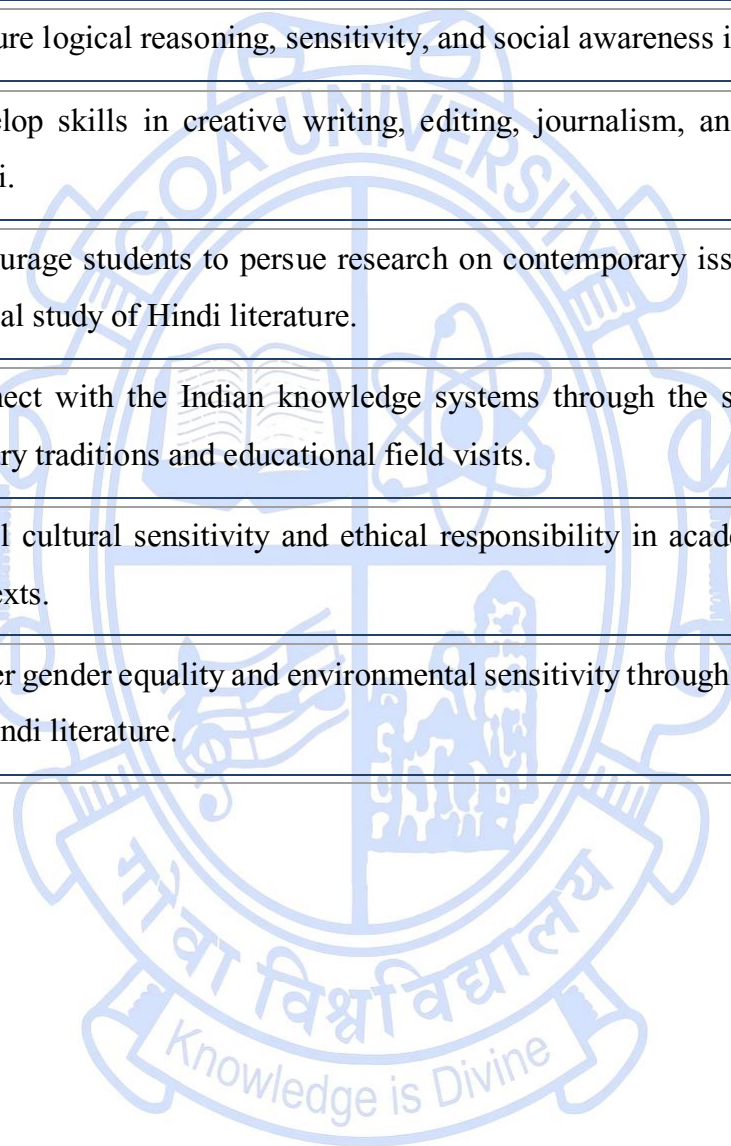 GOA UNIVERSITY
ure logical reasoning, sensitivity, and social awareness i
elop skills in creative writing, editing, journalism, an
i.
urage students to persue research on contemporary iss
al study of Hindi literature.
nect with the Indian knowledge systems through the s
ry traditions and educational field visits.
l cultural sensitivity and ethical responsibility in acad
exts.
er gender equality and environmental sensitivity through
ndi literature.
गोवा विश्वविद्यालय
Knowledge is Divine